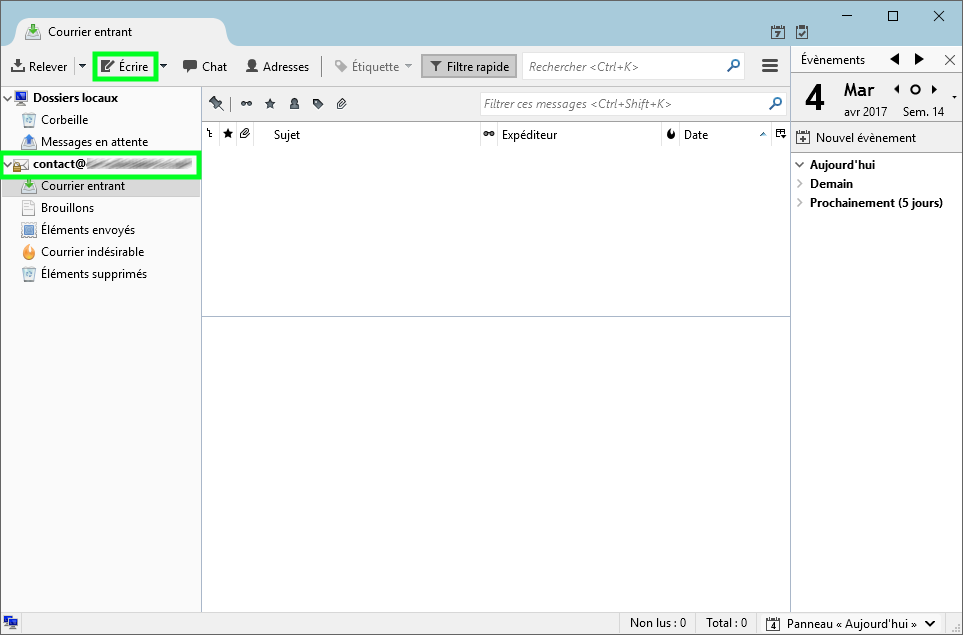 Courrier entrant
7
Relever
Écrire
Chat
Adresses
Étiquette
Filtre rapide
Rechercher <Ctrl+K>
Évènements
Dossiers locaux
Corbeille
Messages en attente
contact@
Courrier entrant
Brouillons
Éléments envoyés
Courrier indésirable
Éléments supprimés
Filtrer ces messages <Ctrl+Shift+K>
Sujet
Expéditeur
Date
4
Mar
avr 2017
Sem. 14
Nouvel évènement
Aujourd'hui
Demain
Prochainement (5 jours)
Non lus : 0
Total : 0
4
Panneau « Aujourd'hui »